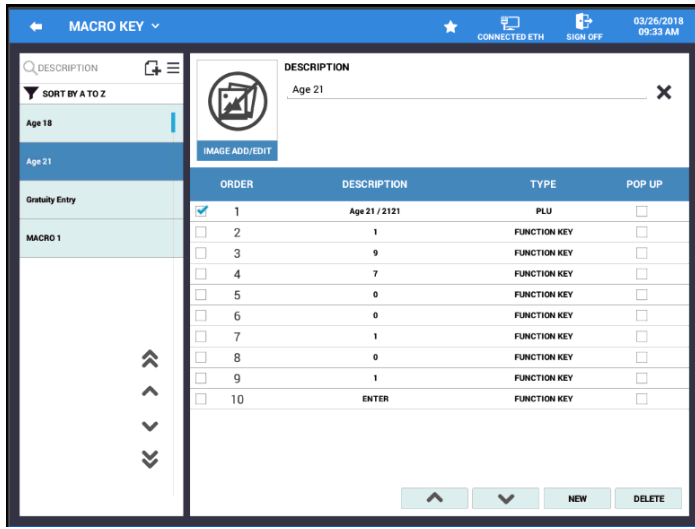 MACRO KEY
CONNECTED ETH
SIGN OFF
03/26/2018
09:33 AM
DESCRIPTION
SORT BY A TO Z
Age 18
Age 21
Gratuity Entry
MACRO 1
IMAGE ADD/EDIT
DESCRIPTION
Age 21
ORDER DESCRIPTION TYPE POP UP
1 Age 21 / 2121 PLU
2 1 FUNCTION KEY
3 9 FUNCTION KEY
4 7 FUNCTION KEY
5 0 FUNCTION KEY
6 0 FUNCTION KEY
7 1 FUNCTION KEY
8 0 FUNCTION KEY
9 1 FUNCTION KEY
10 ENTER FUNCTION KEY
NEW DELETE